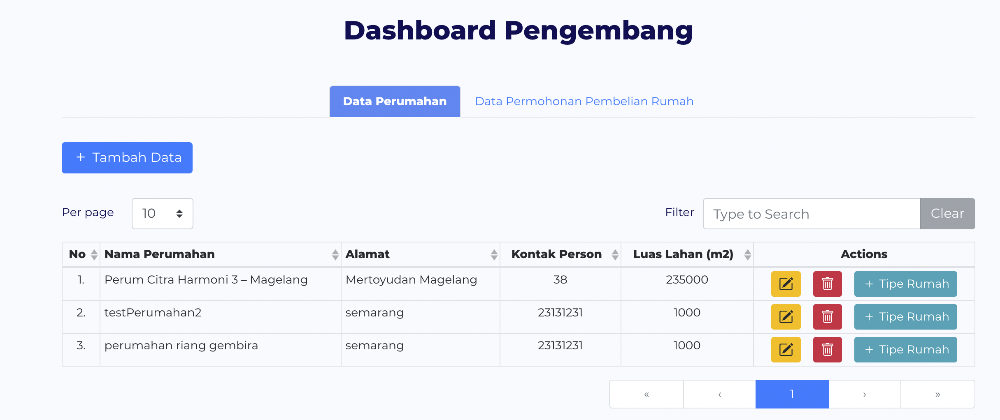 Dashboard Pengembang
Data Perumahan Data Permohonan Pembelian Rumah
+ Tambah Data
Per page 10 Filter Type to Search Clear
No Nama Perumahan Alamat Kontak Person Luas Lahan (m2) Actions
1. Perum Citra Harmoni 3 – Magelang Mertoyudan Magelang 38 235000 + Tipe Rumah
2. testPerumahan2 semarang 23131231 1000 + Tipe Rumah
3. perumahan riang gembira semarang 23131231 1000 + Tipe Rumah
« ‹ 1 › »